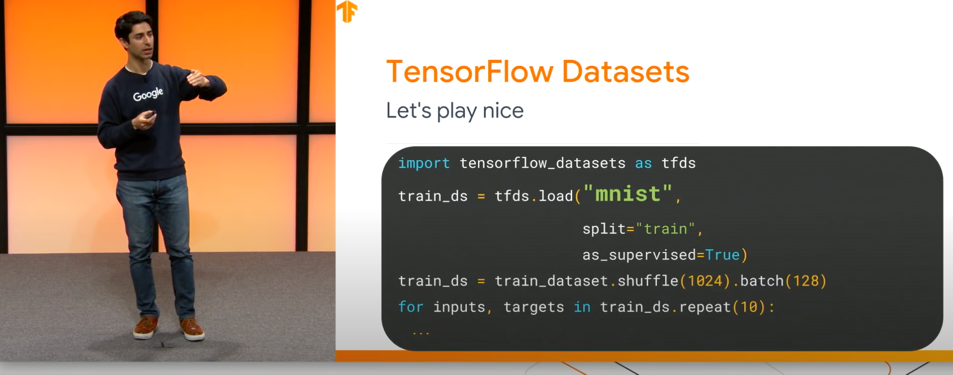 Google
TensorFlow Datasets
Let's play nice
import tensorflow_datasets as tfds
train_ds = tfds.load("mnist",
split="train",
as_supervised=True)
train_ds = train_dataset.shuffle(1024).batch(128)
for inputs, targets in train_ds.repeat(10):
...